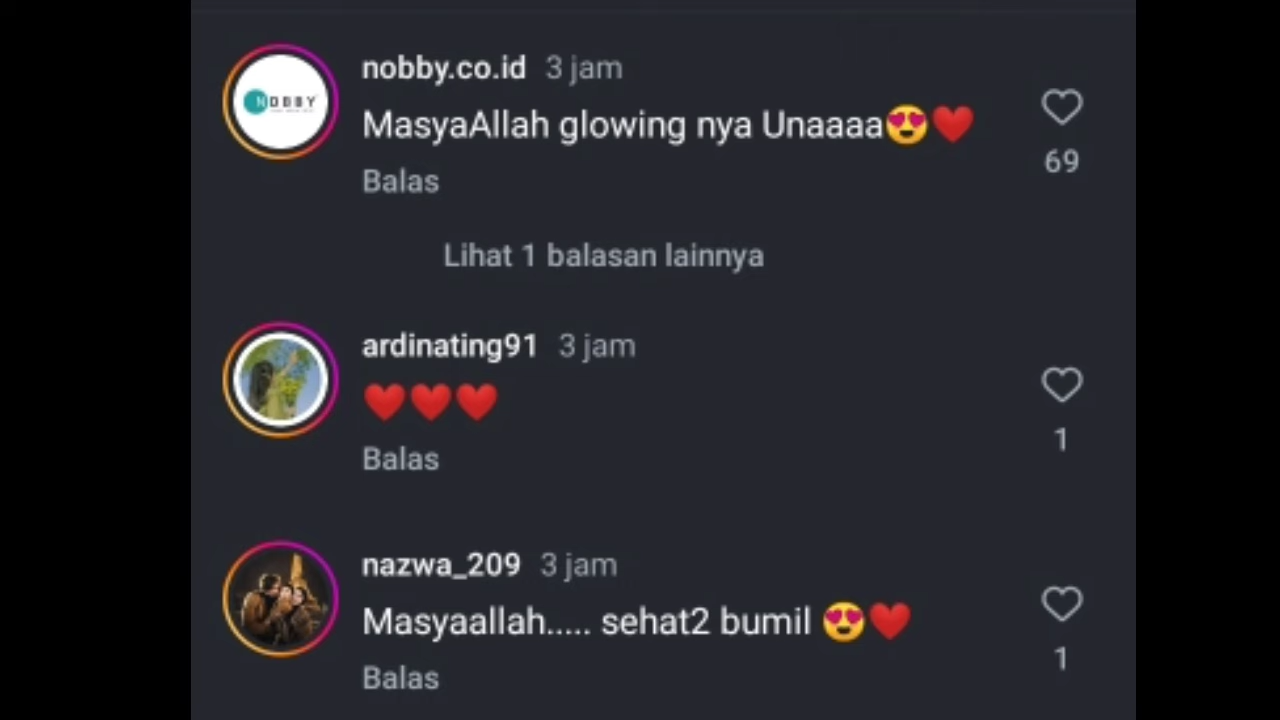 NOBBY
nobby.co.id 3 jam
MasyaAllah glowing nya Unaaaa😍❤️
69
Balas
Lihat 1 balasan lainnya
ardinating91 3 jam
❤️❤️❤️
1
Balas
nazwa_209 3 jam
Masyaallah..... sehat2 bumil 😍❤️
1
Balas